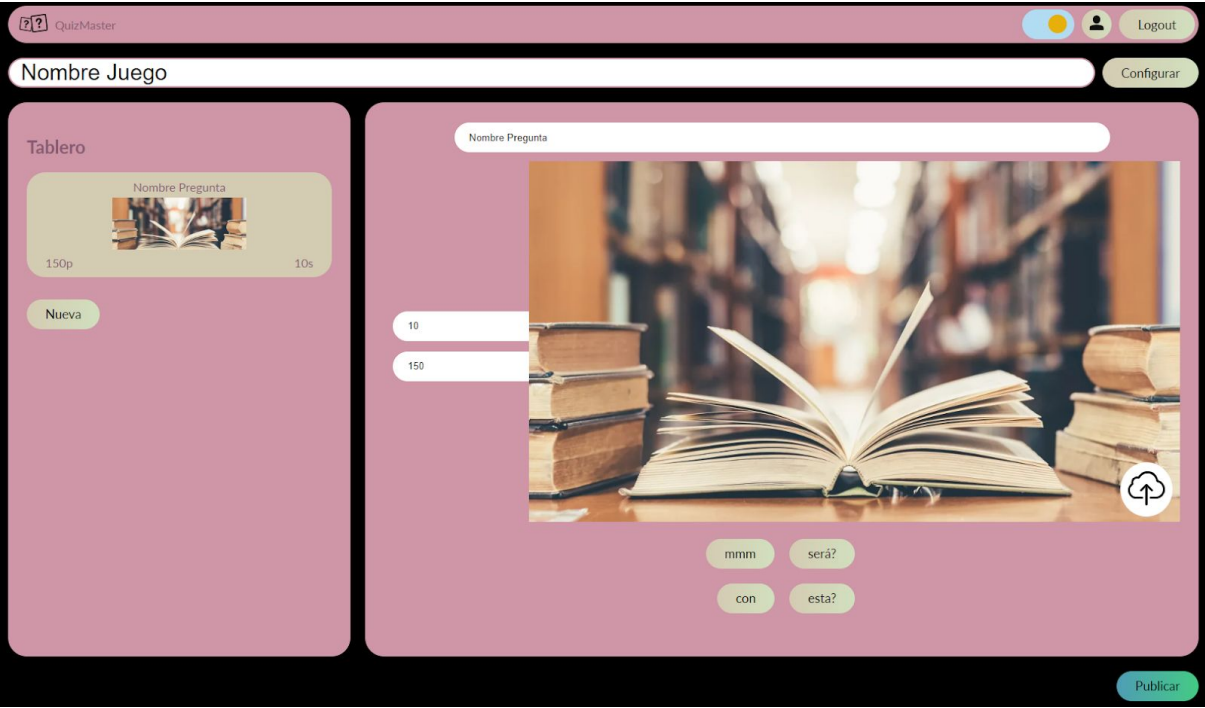 ?? QuizMaster Logout
Nombre Juego Configurar
Tablero
Nombre Pregunta
150p 10s
Nueva
Nombre Pregunta
10
150
mmm será?
con esta?
Publicar